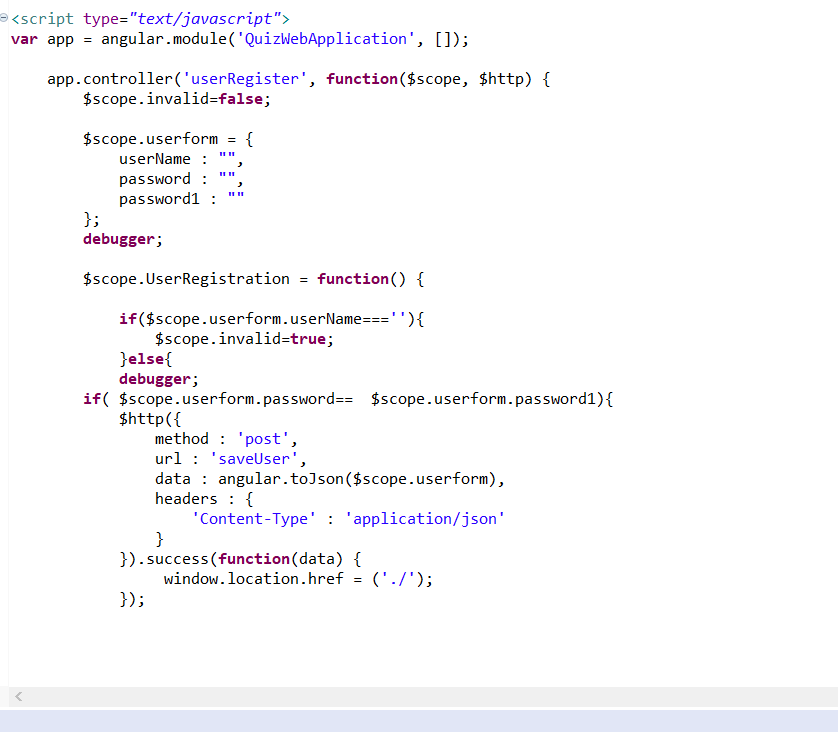 <script type="text/javascript">
var app = angular.module('QuizWebApplication', []);
app.controller('userRegister', function($scope, $http) {
$scope.invalid=false;
$scope.userform = {
userName : "",
password : "",
password1 : ""
};
debugger;
$scope.UserRegistration = function() {
if($scope.userform.userName===''){
$scope.invalid=true;
}else{
debugger;
if( $scope.userform.password==  $scope.userform.password1){
$http({
method : 'post',
url : 'saveUser',
data : angular.toJson($scope.userform),
headers : {
'Content-Type' : 'application/json'
}
}).success(function(data) {
window.location.href = ('./');
});